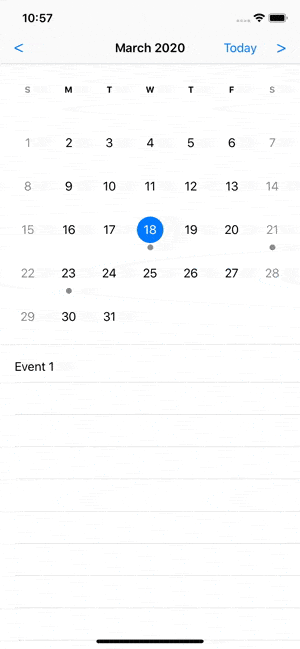 10:57
< March 2020 Today >
S M T W T F S
1 2 3 4 5 6 7
8 9 10 11 12 13 14
15 16 17 18 19 20 21
22 23 24 25 26 27 28
29 30 31
Event 1